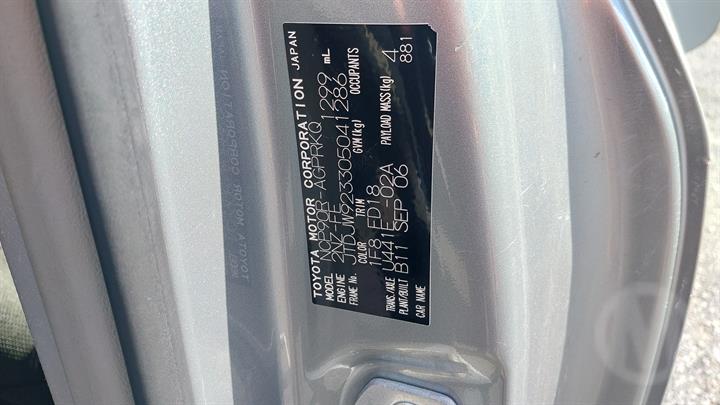 TOYOTA MOTOR CORPORATION JAPAN
MODEL NCP90R-AGPRKQ 1299 mL
ENGINE 2NZ-FE
FRAME No. JTDJW923305041286
GVM(kg) OCCUPANTS
COLOR TRIM
1F8 FD18 4
TRANS./AXLE U441E -02A PAYLOAD MASS(kg)
PLANT/BUILT B11 SEP 06 881
CAR NAME